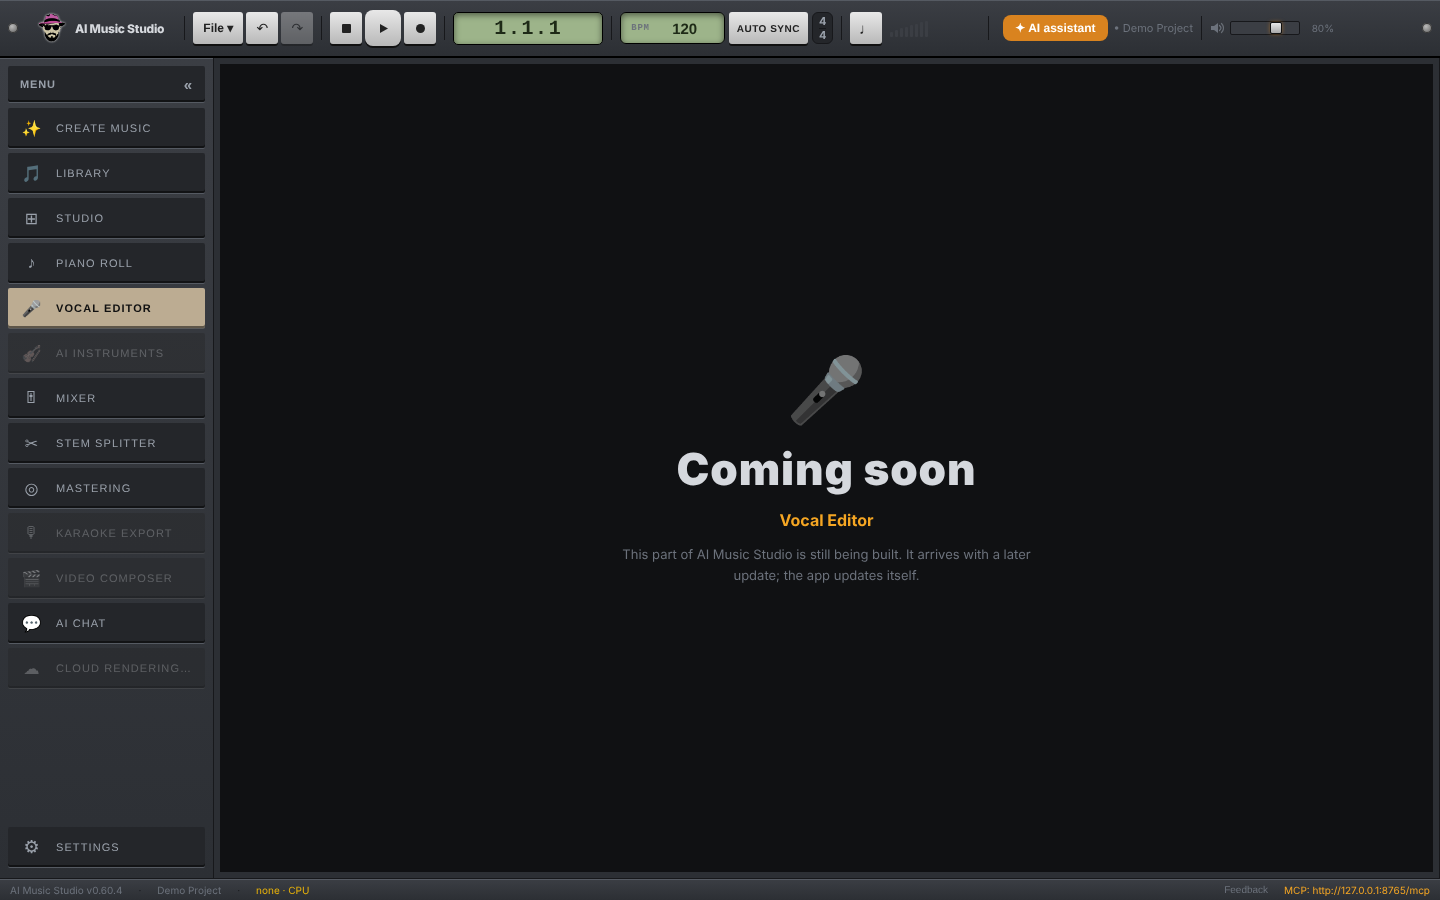 AI Music Studio
File ▾
1.1.1
BPM 120
AUTO SYNC
4
4
✦ AI assistant
• Demo Project
80%
MENU «
CREATE MUSIC
LIBRARY
STUDIO
PIANO ROLL
VOCAL EDITOR
AI INSTRUMENTS
MIXER
STEM SPLITTER
MASTERING
KARAOKE EXPORT
VIDEO COMPOSER
AI CHAT
CLOUD RENDERING...
SETTINGS
Coming soon
Vocal Editor
This part of AI Music Studio is still being built. It arrives with a later
update; the app updates itself.
AI Music Studio v0.60.4 · Demo Project · none · CPU
Feedback MCP: http://127.0.0.1:8765/mcp